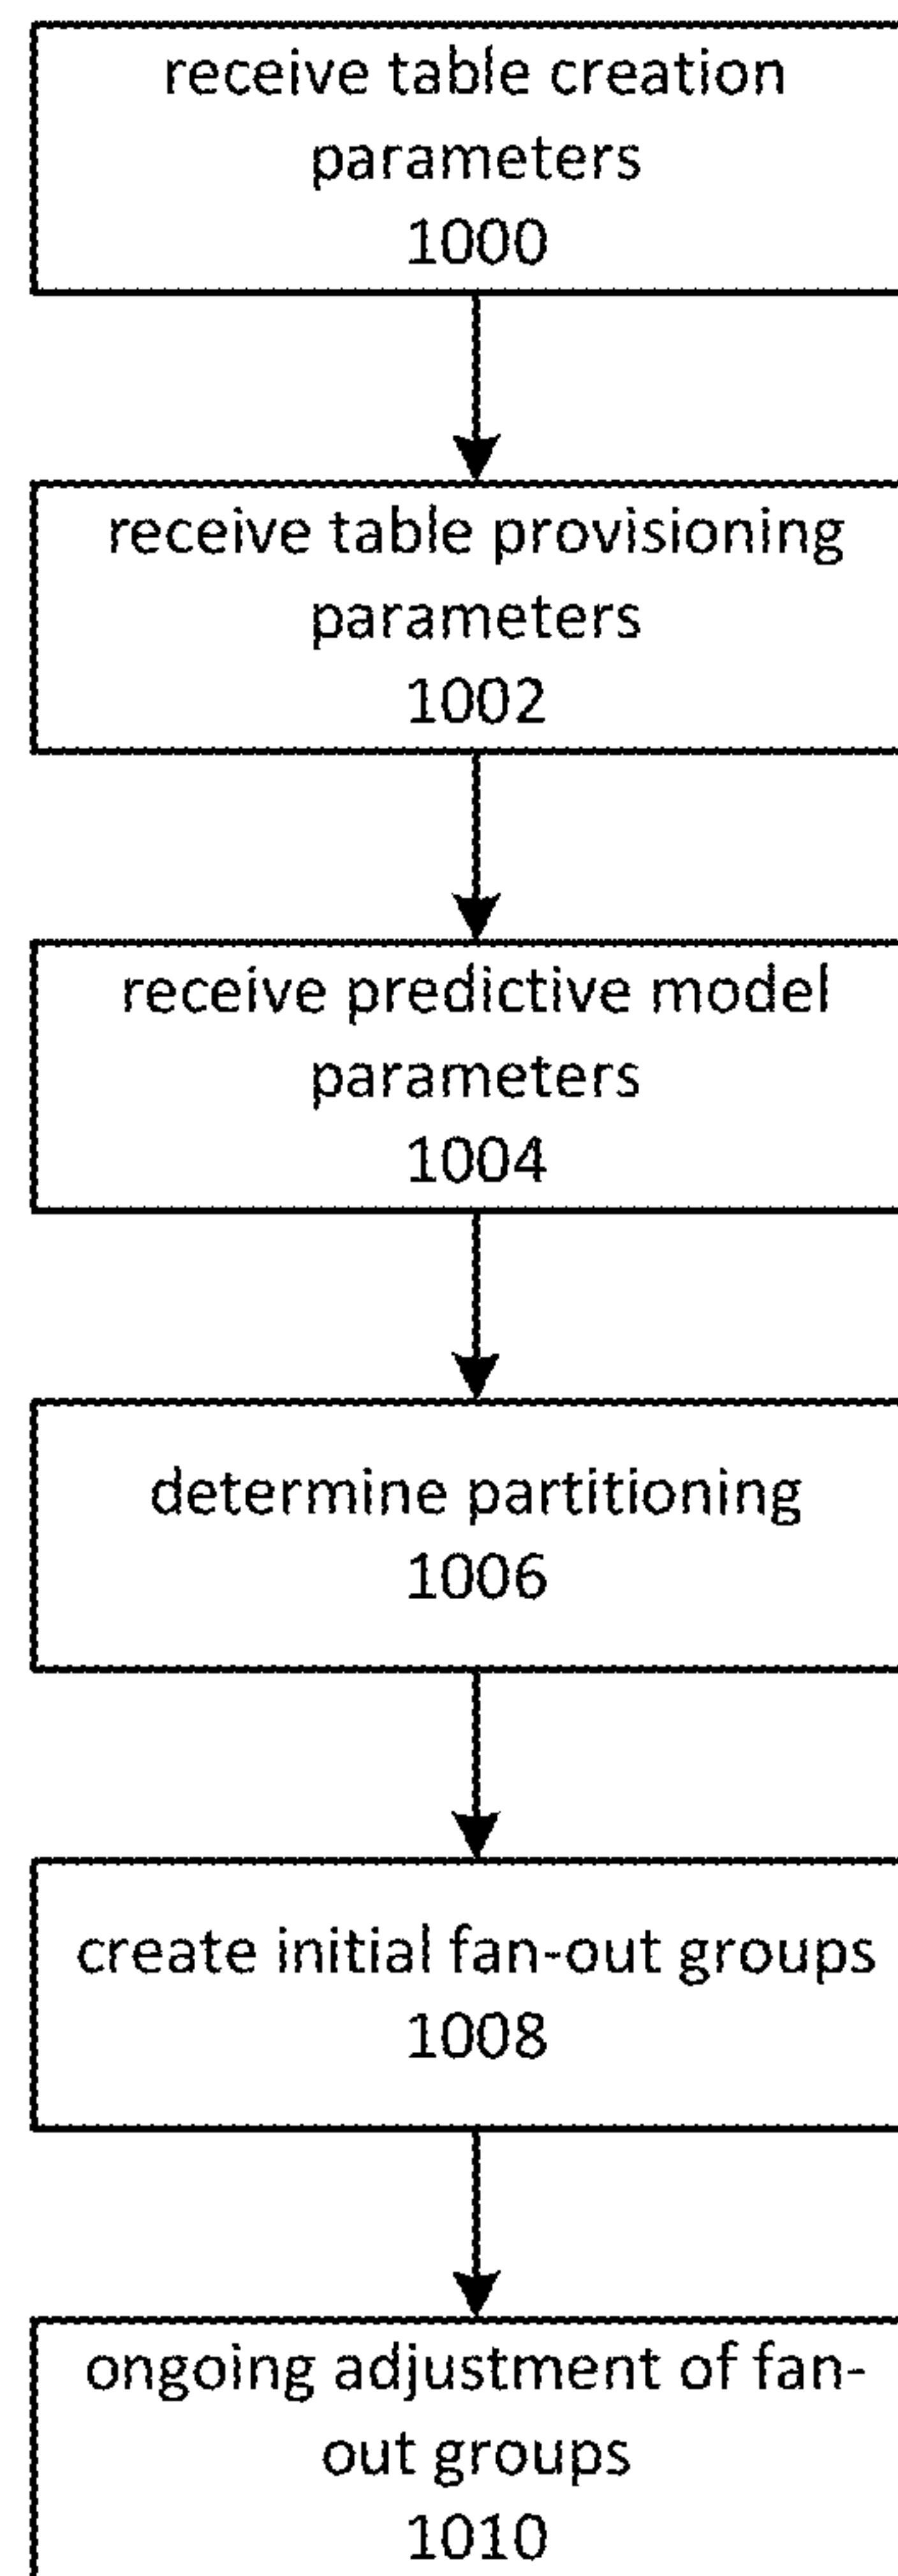 receive table creation
parameters
1000
receive table provisioning
parameters
1002
receive predictive model
parameters
1004
determine partitioning
1006
create initial fan-out groups
1008
ongoing adjustment of fan-
out groups
1010